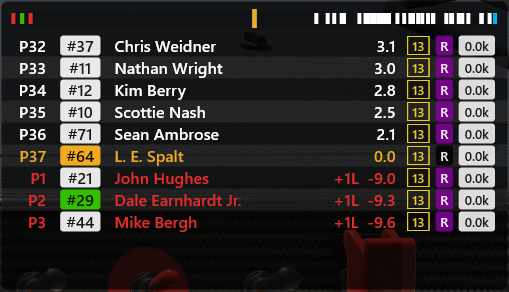 P32 #37 Chris Weidner 3.1 13 R 0.0k
P33 #11 Nathan Wright 3.0 13 R 0.0k
P34 #12 Kim Berry 2.8 13 R 0.0k
P35 #10 Scottie Nash 2.5 13 R 0.0k
P36 #71 Sean Ambrose 2.1 13 R 0.0k
P37 #64 L. E. Spalt 0.0 13 R 0.0k
P1 #21 John Hughes +1L -9.0 13 R 0.0k
P2 #29 Dale Earnhardt Jr. +1L -9.3 13 R 0.0k
P3 #44 Mike Bergh +1L -9.6 13 R 0.0k